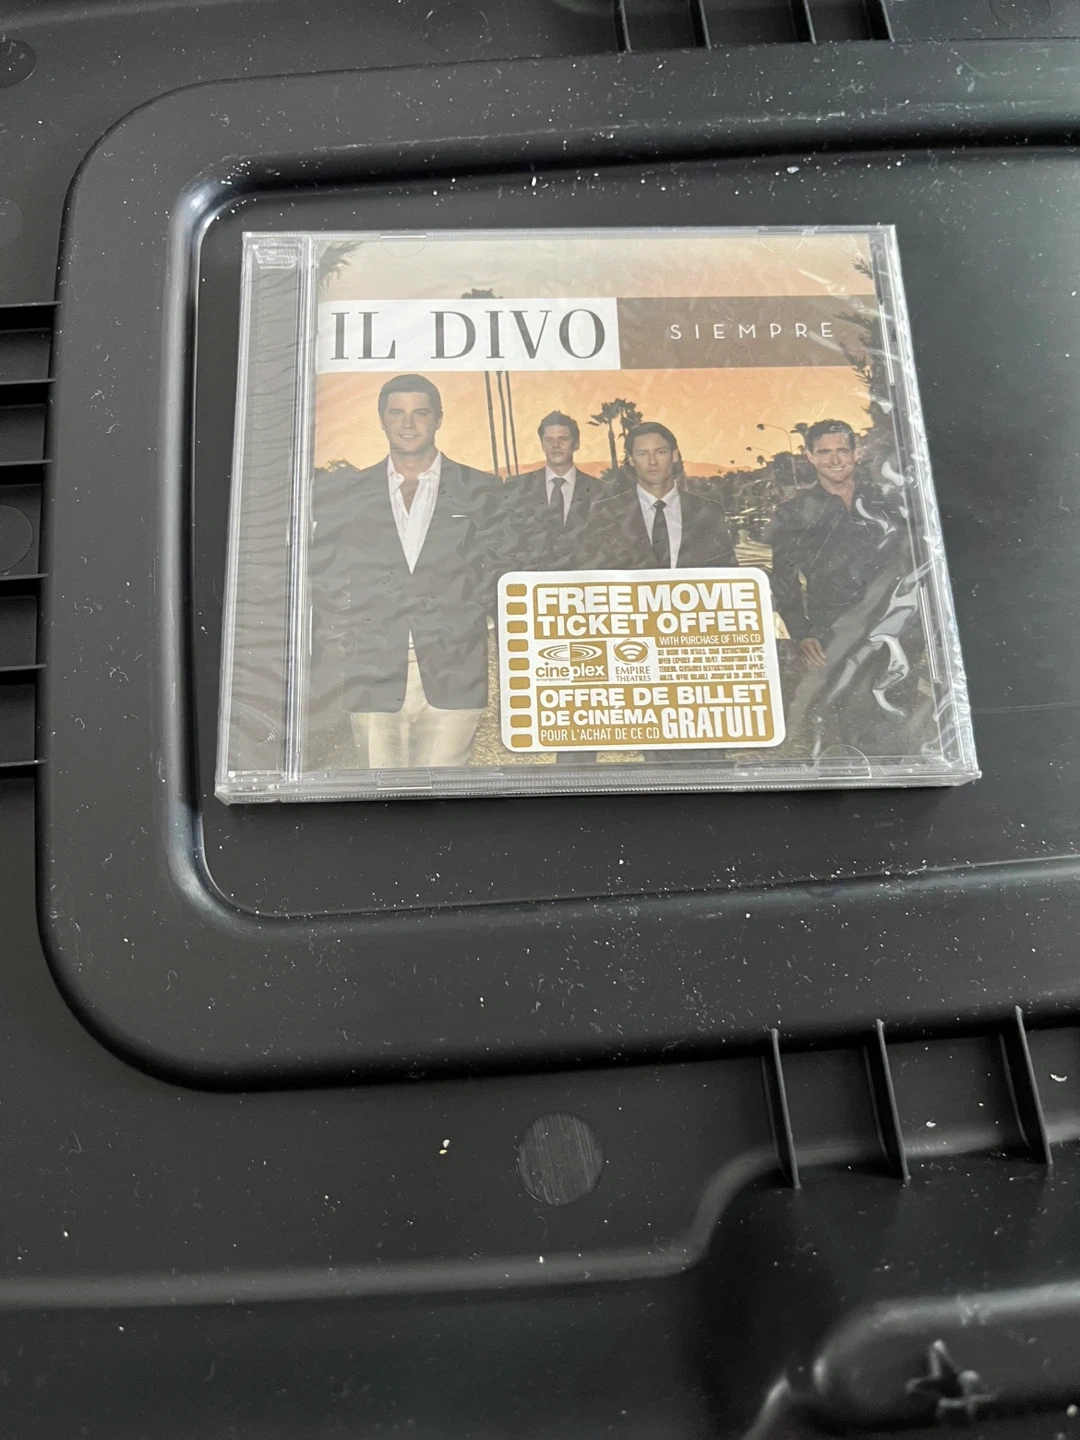 IL DIVO
SIEMPRE
FREE MOVIE
TICKET OFFER
WITH PURCHASE OF THIS CD
cineplex
entertainment
EMPIRE
THEATRES
OFFRE DE BILLET
DE CINÉMA GRATUIT
POUR L'ACHAT DE CE CD